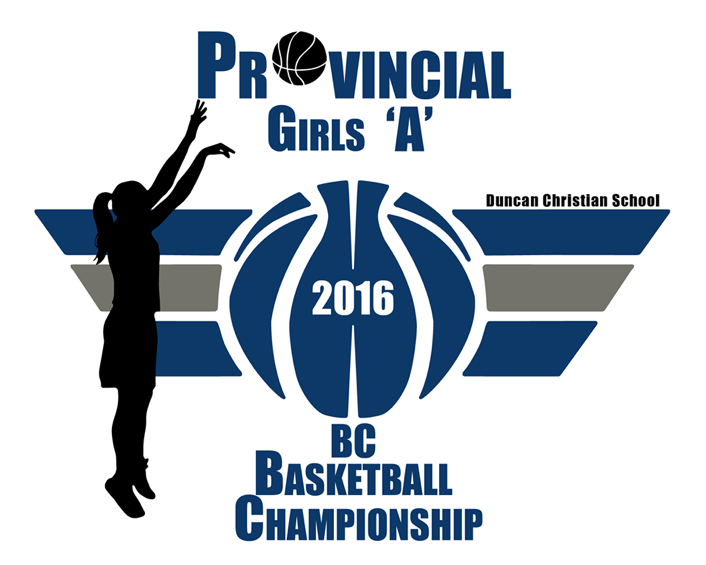 PROVINCIAL
GIRLS 'A'
Duncan Christian School
2016
BC
BASKETBALL
CHAMPIONSHIP